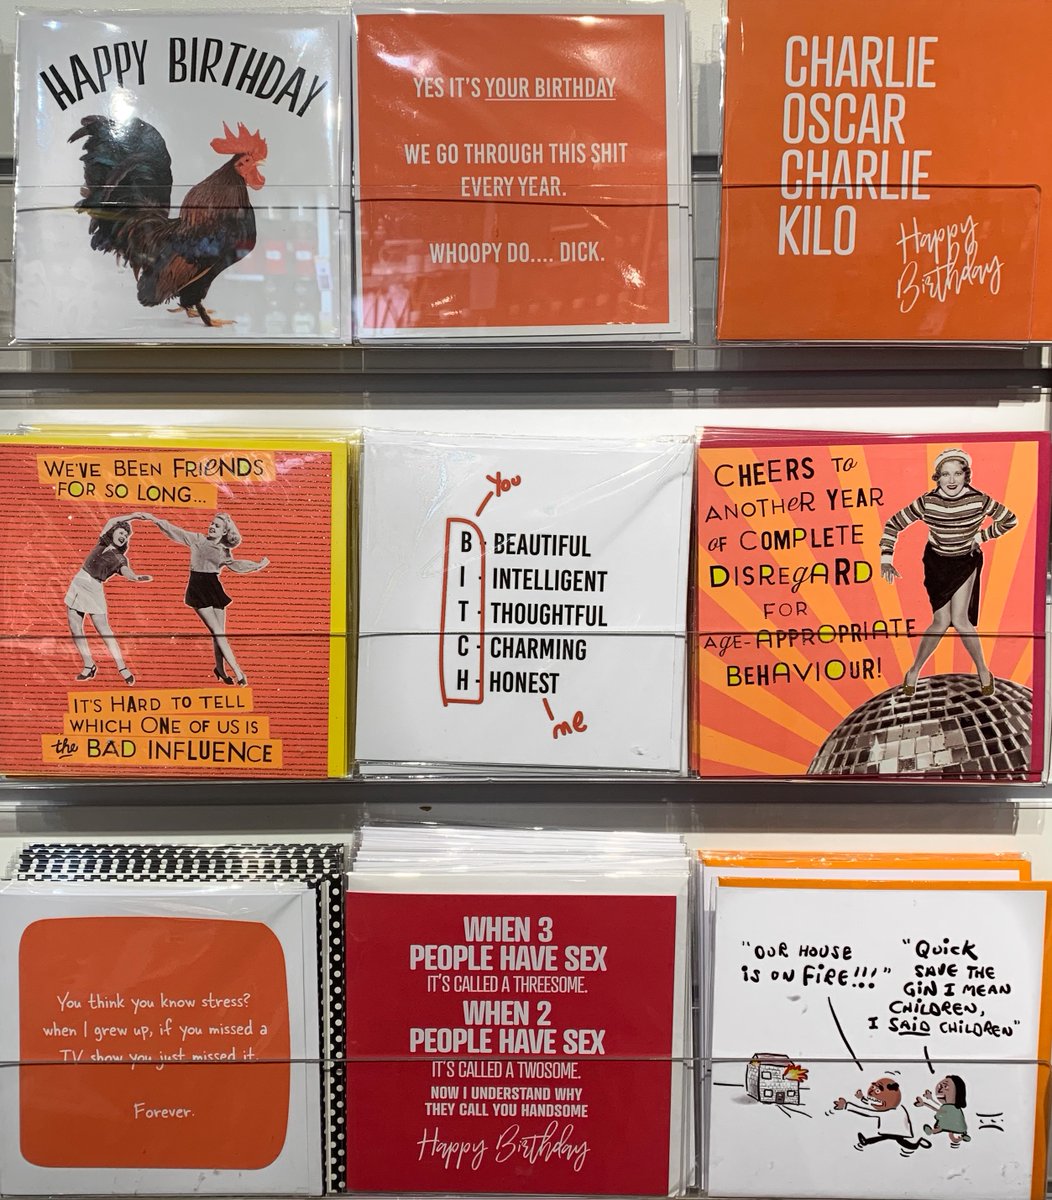 HAPPY BIRTHDAY
YES IT'S YOUR BIRTHDAY
WE GO THROUGH THIS SHIT
EVERY YEAR.
WHOOPY DO.... DICK.
CHARLIE
OSCAR
CHARLIE
KILO
Happy
Birthday
WE'VE BEEN FRIENDS
FOR SO LONG...
IT'S HARD TO TELL
WHICH ONE OF US IS
the BAD INFLUENCE
You
B - BEAUTIFUL
I - INTELLIGENT
T - THOUGHTFUL
C - CHARMING
H - HONEST
me
CHEERS TO
ANOTHER YEAR
OF COMPLETE
DISREGARD
FOR
AGE-APPROPRIATE
BEHAVIOUR!
You think you know stress?
when I grew up, if you missed a
TV show you just missed it.
Forever.
WHEN 3
PEOPLE HAVE SEX
IT'S CALLED A THREESOME.
WHEN 2
PEOPLE HAVE SEX
IT'S CALLED A TWOSOME.
NOW I UNDERSTAND WHY
THEY CALL YOU HANDSOME
Happy Birthday
"OUR HOUSE
IS ON FIRE!!!"
"QUICK
SAVE THE
GIN I MEAN
CHILDREN,
I SAID CHILDREN"